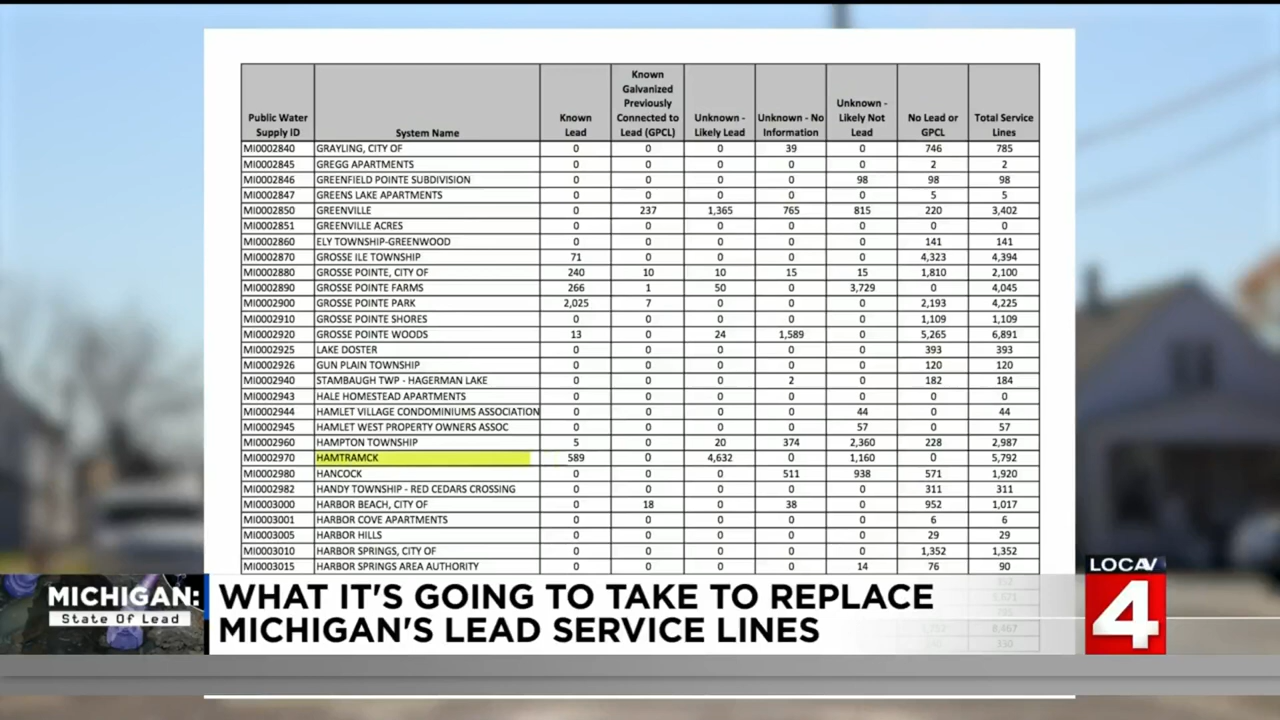 Public Water Supply ID | System Name | Known Lead | Known Galvanized Previously Connected to Lead (GPCL) | Unknown - Likely Lead | Unknown - No Information | Unknown - Likely Not Lead | No Lead or GPCL | Total Service Lines
MI0002840 GRAYLING, CITY OF 0 0 0 39 0 746 785
MI0002845 GREGG APARTMENTS 0 0 0 0 0 2 2
MI0002846 GREENFIELD POINTE SUBDIVISION 0 0 0 0 98 98 98
MI0002847 GREENS LAKE APARTMENTS 0 0 0 0 0 5 5
MI0002850 GREENVILLE 0 237 1,365 765 815 220 3,402
MI0002851 GREENVILLE ACRES 0 0 0 0 0 0 0
MI0002860 ELY TOWNSHIP-GREENWOOD 0 0 0 0 0 141 141
MI0002870 GROSSE ILE TOWNSHIP 71 0 0 0 0 4,323 4,394
MI0002880 GROSSE POINTE, CITY OF 240 10 10 15 15 1,810 2,100
MI0002890 GROSSE POINTE FARMS 266 1 50 0 3,729 0 4,045
MI0002900 GROSSE POINTE PARK 2,025 7 0 0 0 2,193 4,225
MI0002910 GROSSE POINTE SHORES 0 0 0 0 0 1,109 1,109
MI0002920 GROSSE POINTE WOODS 13 0 24 1,589 0 5,265 6,891
MI0002925 LAKE DOSTER 0 0 0 0 0 393 393
MI0002926 GUN PLAIN TOWNSHIP 0 0 0 0 0 120 120
MI0002940 STAMBAUGH TWP - HAGERMAN LAKE 0 0 0 2 0 182 184
MI0002943 HALE HOMESTEAD APARTMENTS 0 0 0 0 0 0 0
MI0002944 HAMLET VILLAGE CONDOMINIUMS ASSOCIATION 0 0 0 0 44 0 44
MI0002945 HAMLET WEST PROPERTY OWNERS ASSOC 0 0 0 0 57 0 57
MI0002960 HAMPTON TOWNSHIP 5 0 20 374 2,360 228 2,987
MI0002970 HAMTRAMCK 589 0 4,632 0 1,160 0 5,792
MI0002980 HANCOCK 0 0 0 511 938 571 1,920
MI0002982 HANDY TOWNSHIP - RED CEDARS CROSSING 0 0 0 0 0 311 311
MI0003000 HARBOR BEACH, CITY OF 0 18 0 38 0 952 1,017
MI0003001 HARBOR COVE APARTMENTS 0 0 0 0 0 6 6
MI0003005 HARBOR HILLS 0 0 0 0 0 29 29
MI0003010 HARBOR SPRINGS, CITY OF 0 0 0 0 0 1,352 1,352
MI0003015 HARBOR SPRINGS AREA AUTHORITY 0 0 0 0 14 76 90
MICHIGAN:
State Of Lead
WHAT IT'S GOING TO TAKE TO REPLACE
MICHIGAN'S LEAD SERVICE LINES
LOCAL
4